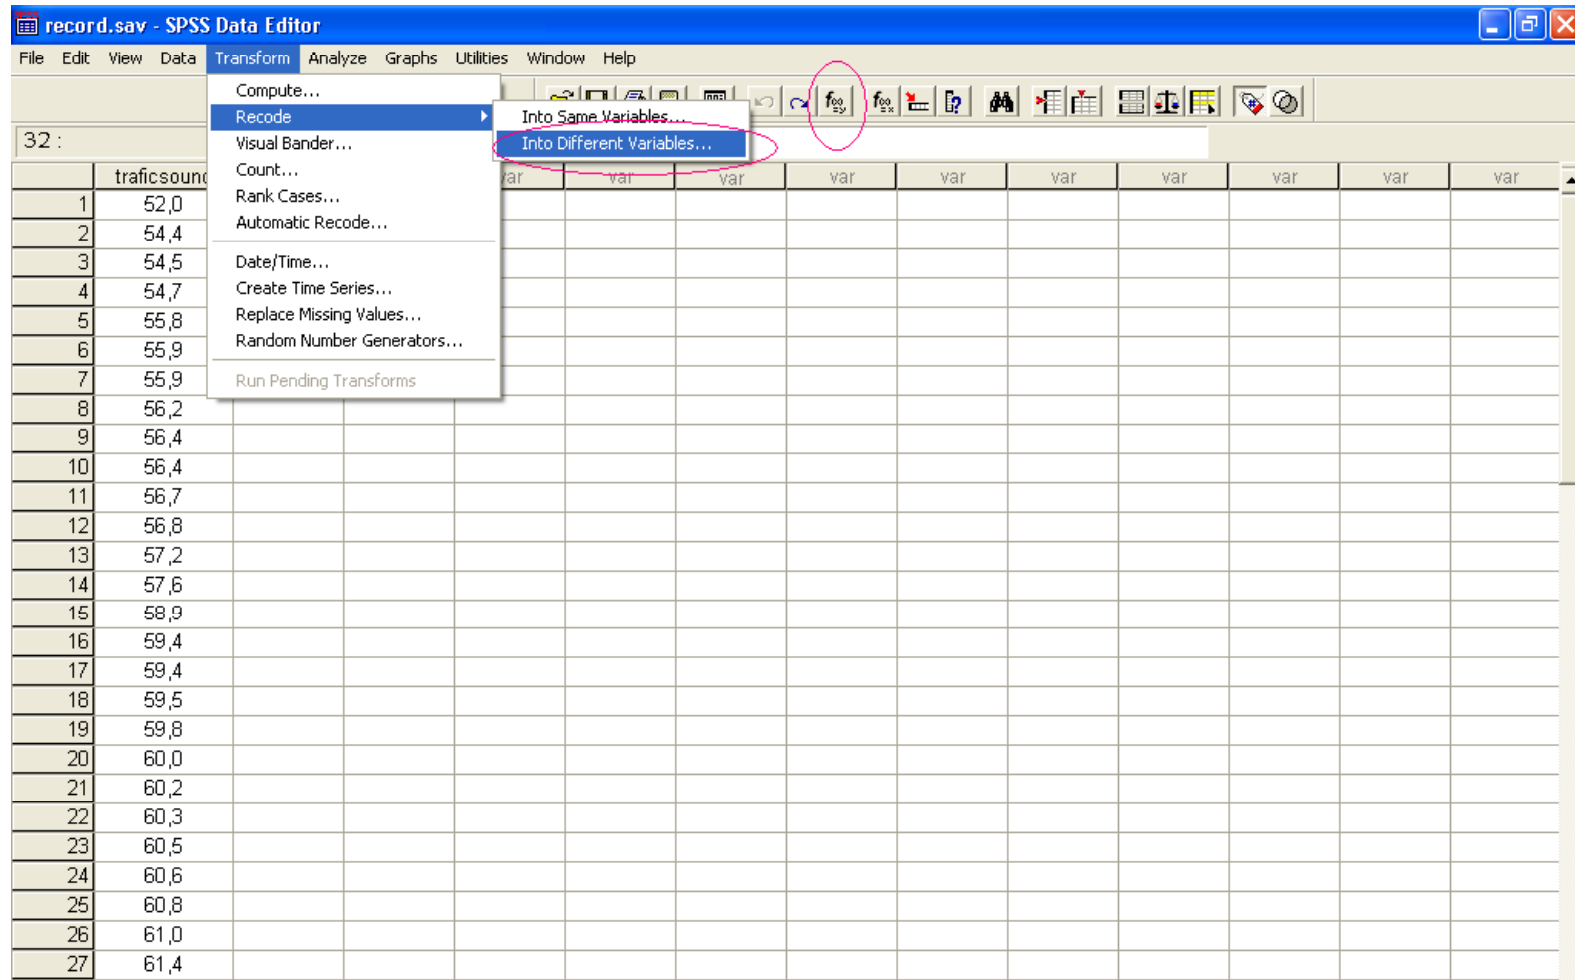 record.sav - SPSS Data Editor
File Edit View Data Transform Analyze Graphs Utilities Window Help
Compute...
Recode
Visual Bander...
Count...
Rank Cases...
Automatic Recode...
Date/Time...
Create Time Series...
Replace Missing Values...
Random Number Generators...
Run Pending Transforms
Into Same Variables...
Into Different Variables...
32 :
traficsound var var var var var var var var var var
1 52,0
2 54,4
3 54,5
4 54,7
5 55,8
6 55,9
7 55,9
8 56,2
9 56,4
10 56,4
11 56,7
12 56,8
13 57,2
14 57,6
15 58,9
16 59,4
17 59,4
18 59,5
19 59,8
20 60,0
21 60,2
22 60,3
23 60,5
24 60,6
25 60,8
26 61,0
27 61,4